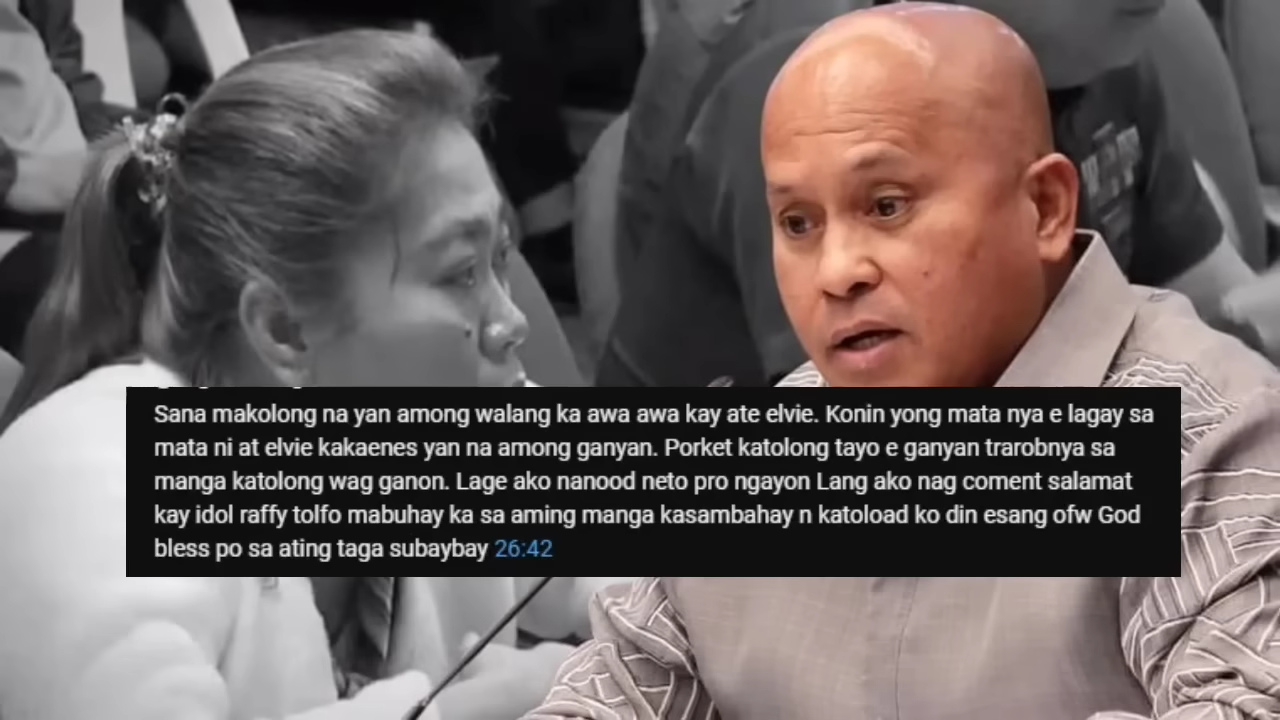 Sana makolong na yan among walang ka awa awa kay ate elvie. Konin yong mata nya e lagay sa
mata ni at elvie kakaenes yan na among ganyan. Porket katolong tayo e ganyan trarobnya sa
manga katolong wag ganon. Lage ako nanood neto pro ngayon Lang ako nag coment salamat
kay idol raffy tolfo mabuhay ka sa aming manga kasambahay n katoload ko din esang ofw God
bless po sa ating taga subaybay 26:42